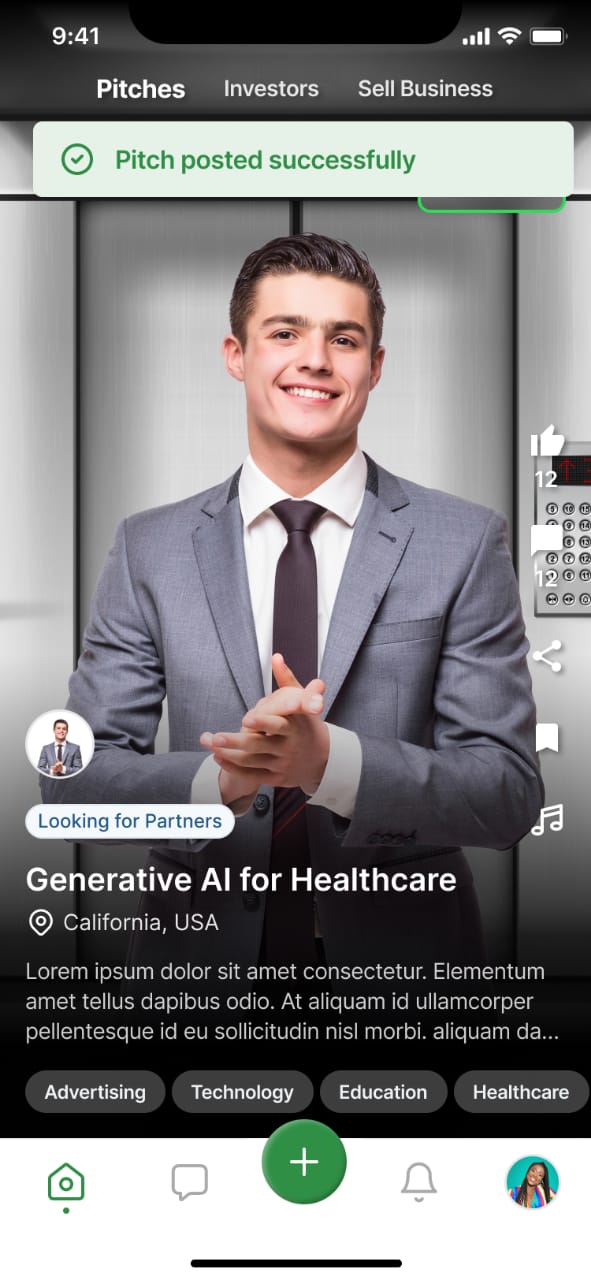 9:41
Pitches Investors Sell Business
Pitch posted successfully
12
12
Looking for Partners
Generative AI for Healthcare
California, USA
Lorem ipsum dolor sit amet consectetur. Elementum
amet tellus dapibus odio. At aliquam id ullamcorper
pellentesque id eu sollicitudin nisl morbi. aliquam da...
Advertising Technology Education Healthcare